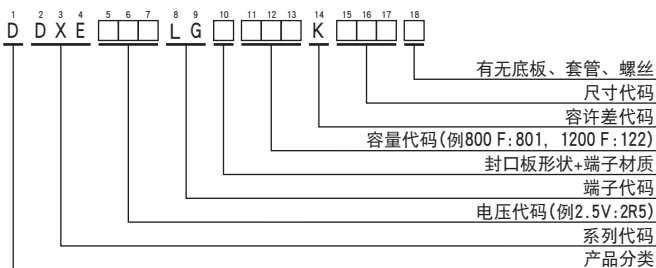 1 2 3 4 5 6 7 8 9 10 11 12 13 14 15 16 17 18
D DXE□□□LG□□□□K□□□□
有无底板、套管、螺丝
尺寸代码
容许差代码
容量代码(例800 F:801, 1200 F:122)
封口板形状+端子材质
端子代码
电压代码(例2.5V:2R5)
系列代码
产品分类